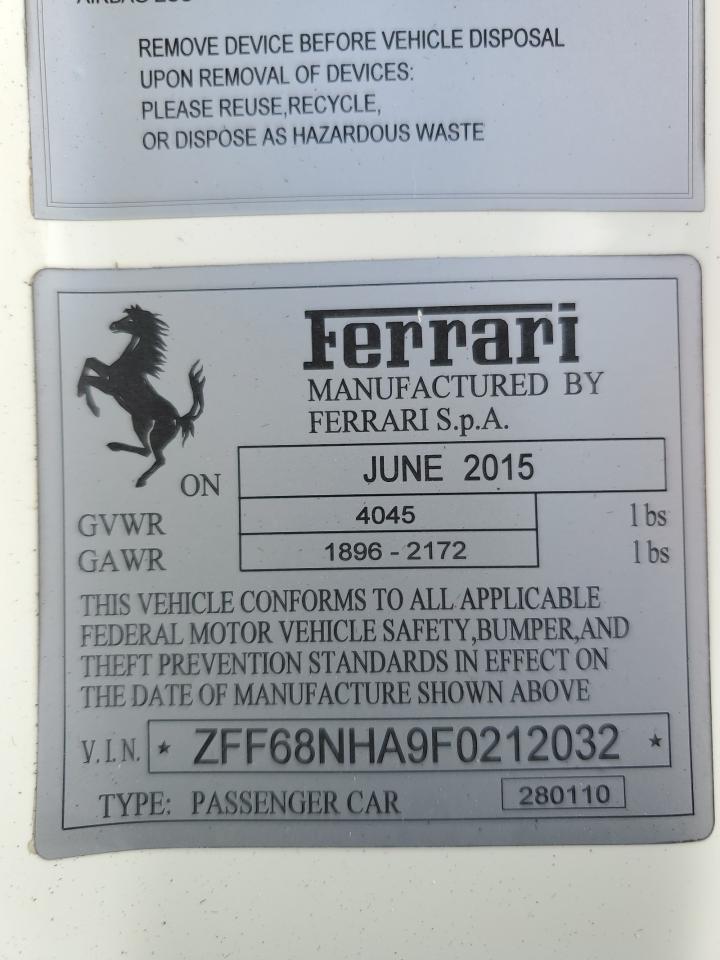 REMOVE DEVICE BEFORE VEHICLE DISPOSAL
UPON REMOVAL OF DEVICES:
PLEASE REUSE,RECYCLE,
OR DISPOSE AS HAZARDOUS WASTE
Ferrari
MANUFACTURED BY
FERRARI S.p.A.
ON JUNE 2015
GVWR 4045 lbs
GAWR 1896 - 2172 lbs
THIS VEHICLE CONFORMS TO ALL APPLICABLE
FEDERAL MOTOR VEHICLE SAFETY,BUMPER,AND
THEFT PREVENTION STANDARDS IN EFFECT ON
THE DATE OF MANUFACTURE SHOWN ABOVE
V.I.N. * ZFF68NHA9F0212032 *
TYPE: PASSENGER CAR 280110